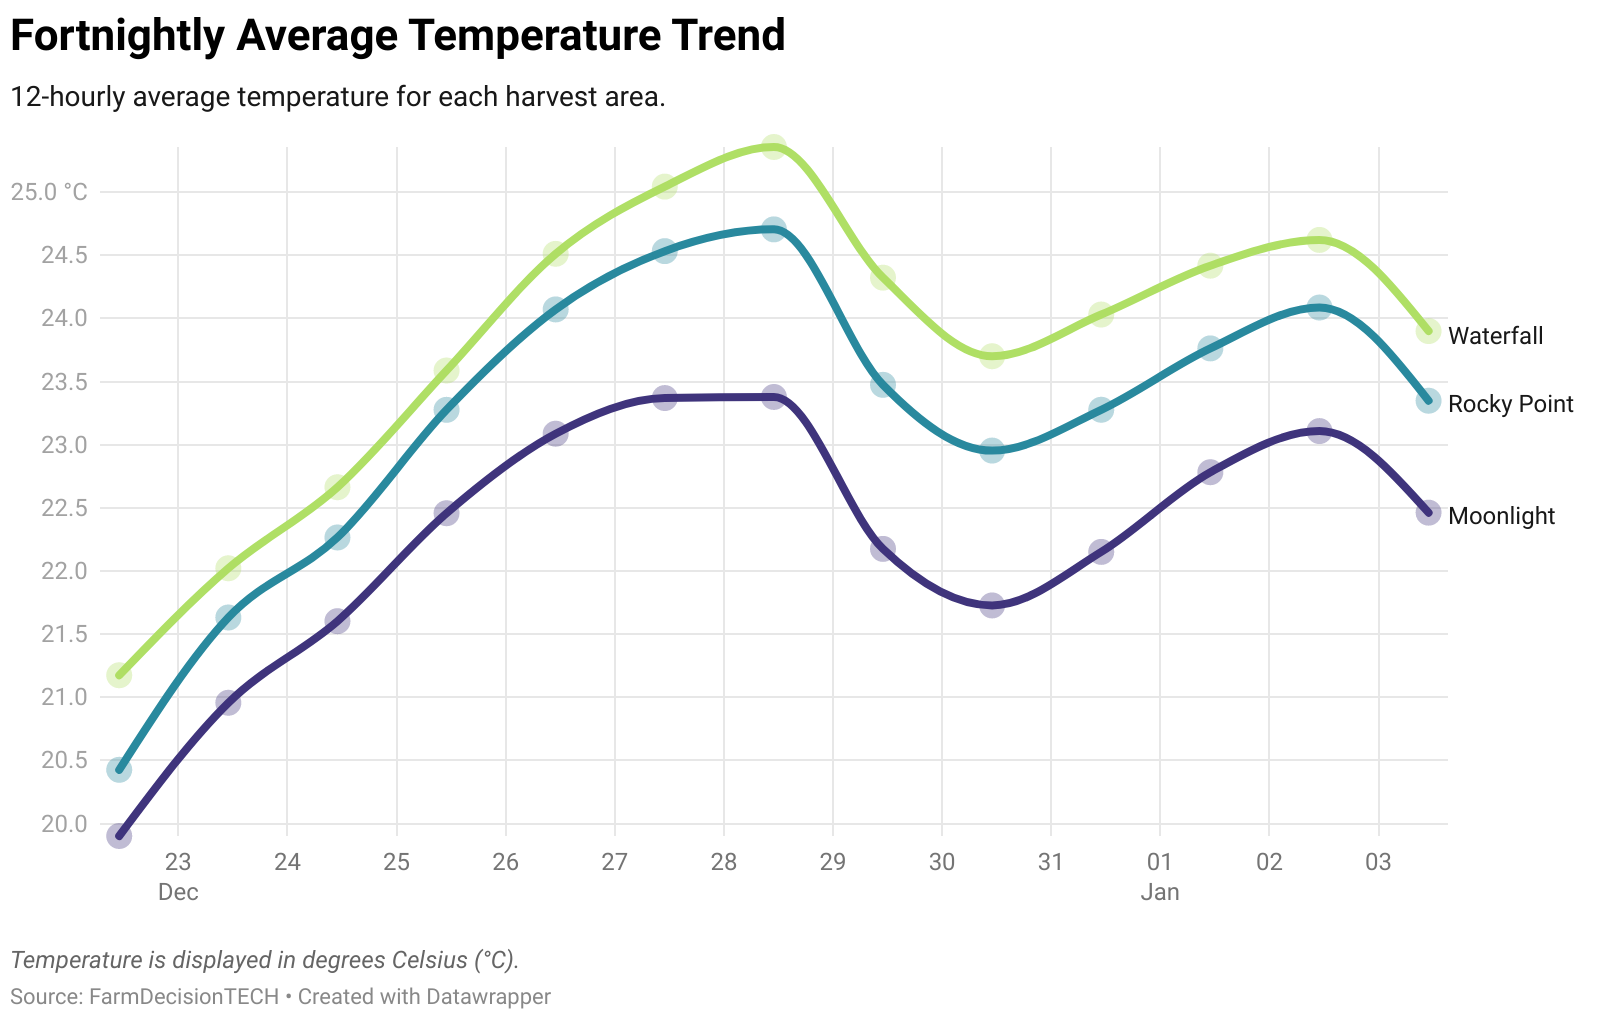 Fortnightly Average Temperature Trend
12-hourly average temperature for each harvest area.
25.0 °C
24.5
24.0
23.5
23.0
22.5
22.0
21.5
21.0
20.5
20.0
Waterfall
Rocky Point
Moonlight
23 24 25 26 27 28 29 30 31 01 02 03
Dec Jan
Temperature is displayed in degrees Celsius (°C).
Source: FarmDecisionTECH • Created with Datawrapper